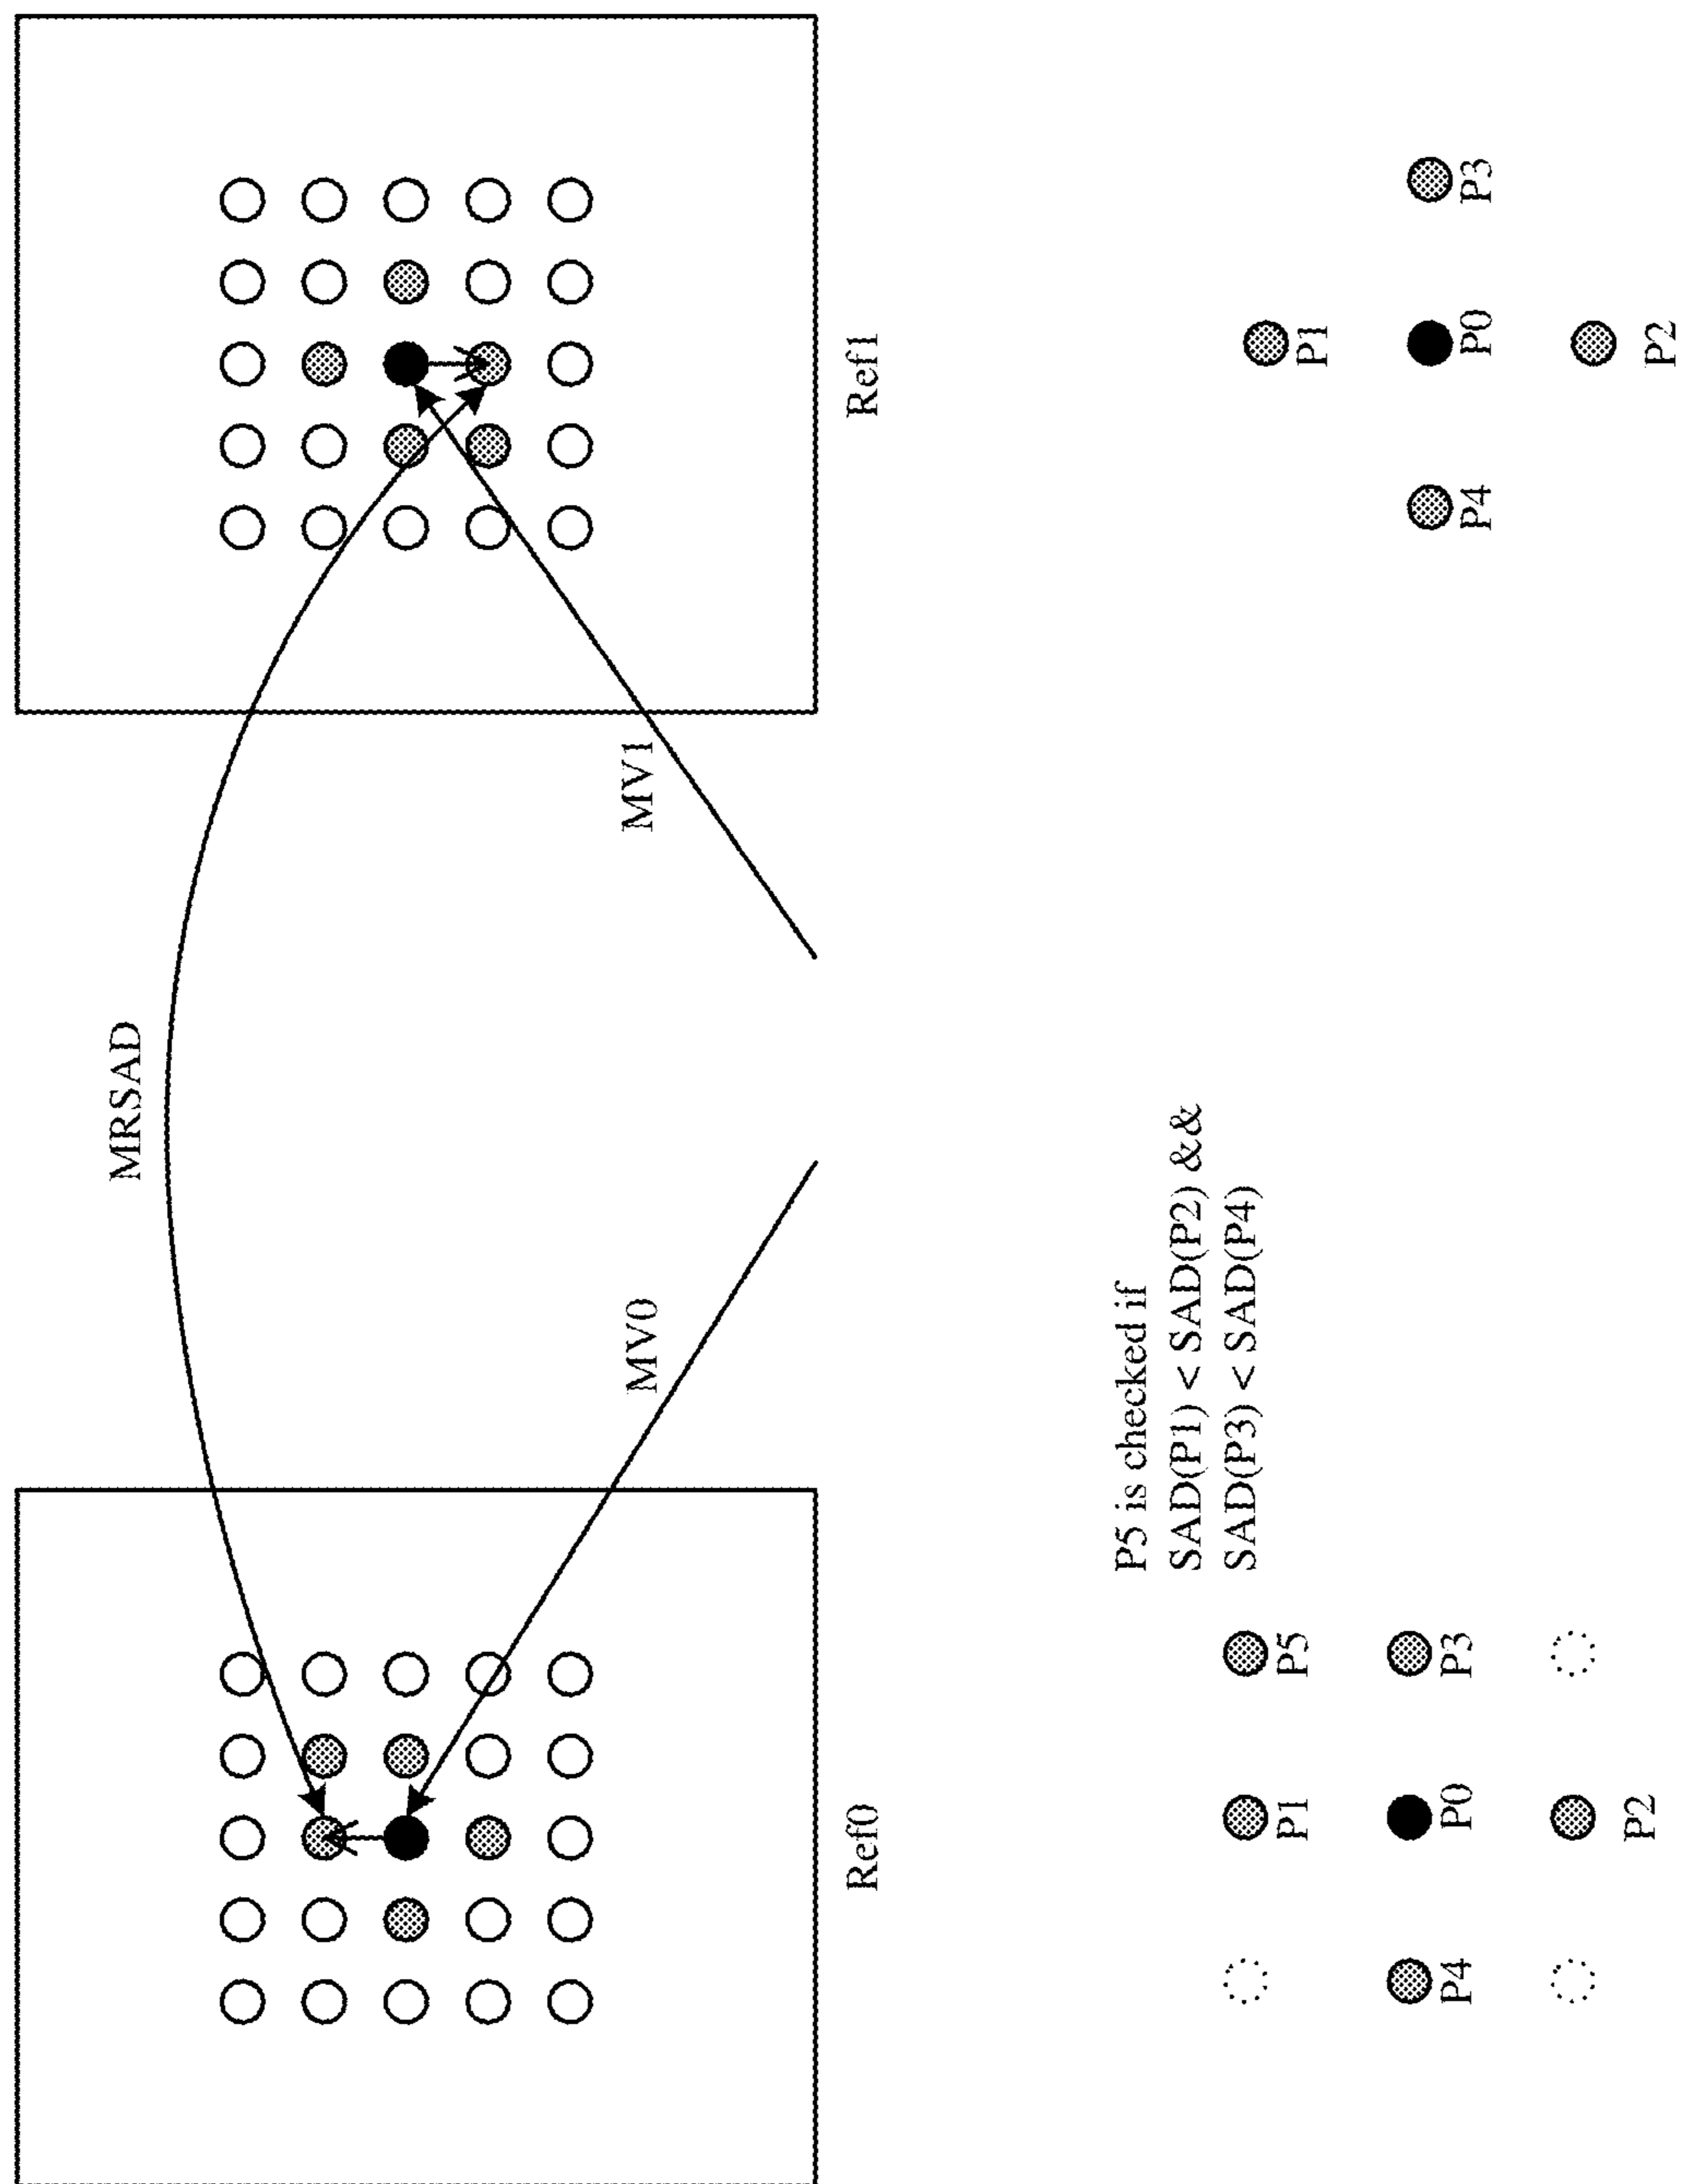 MRSAD
MV0
MV1
Ref0
Ref1
P5 is checked if
SAD(P1) < SAD(P2) &&
SAD(P3) < SAD(P4)
P1
P5
P4
P0
P3
P2
P1
P4
P0
P3
P2